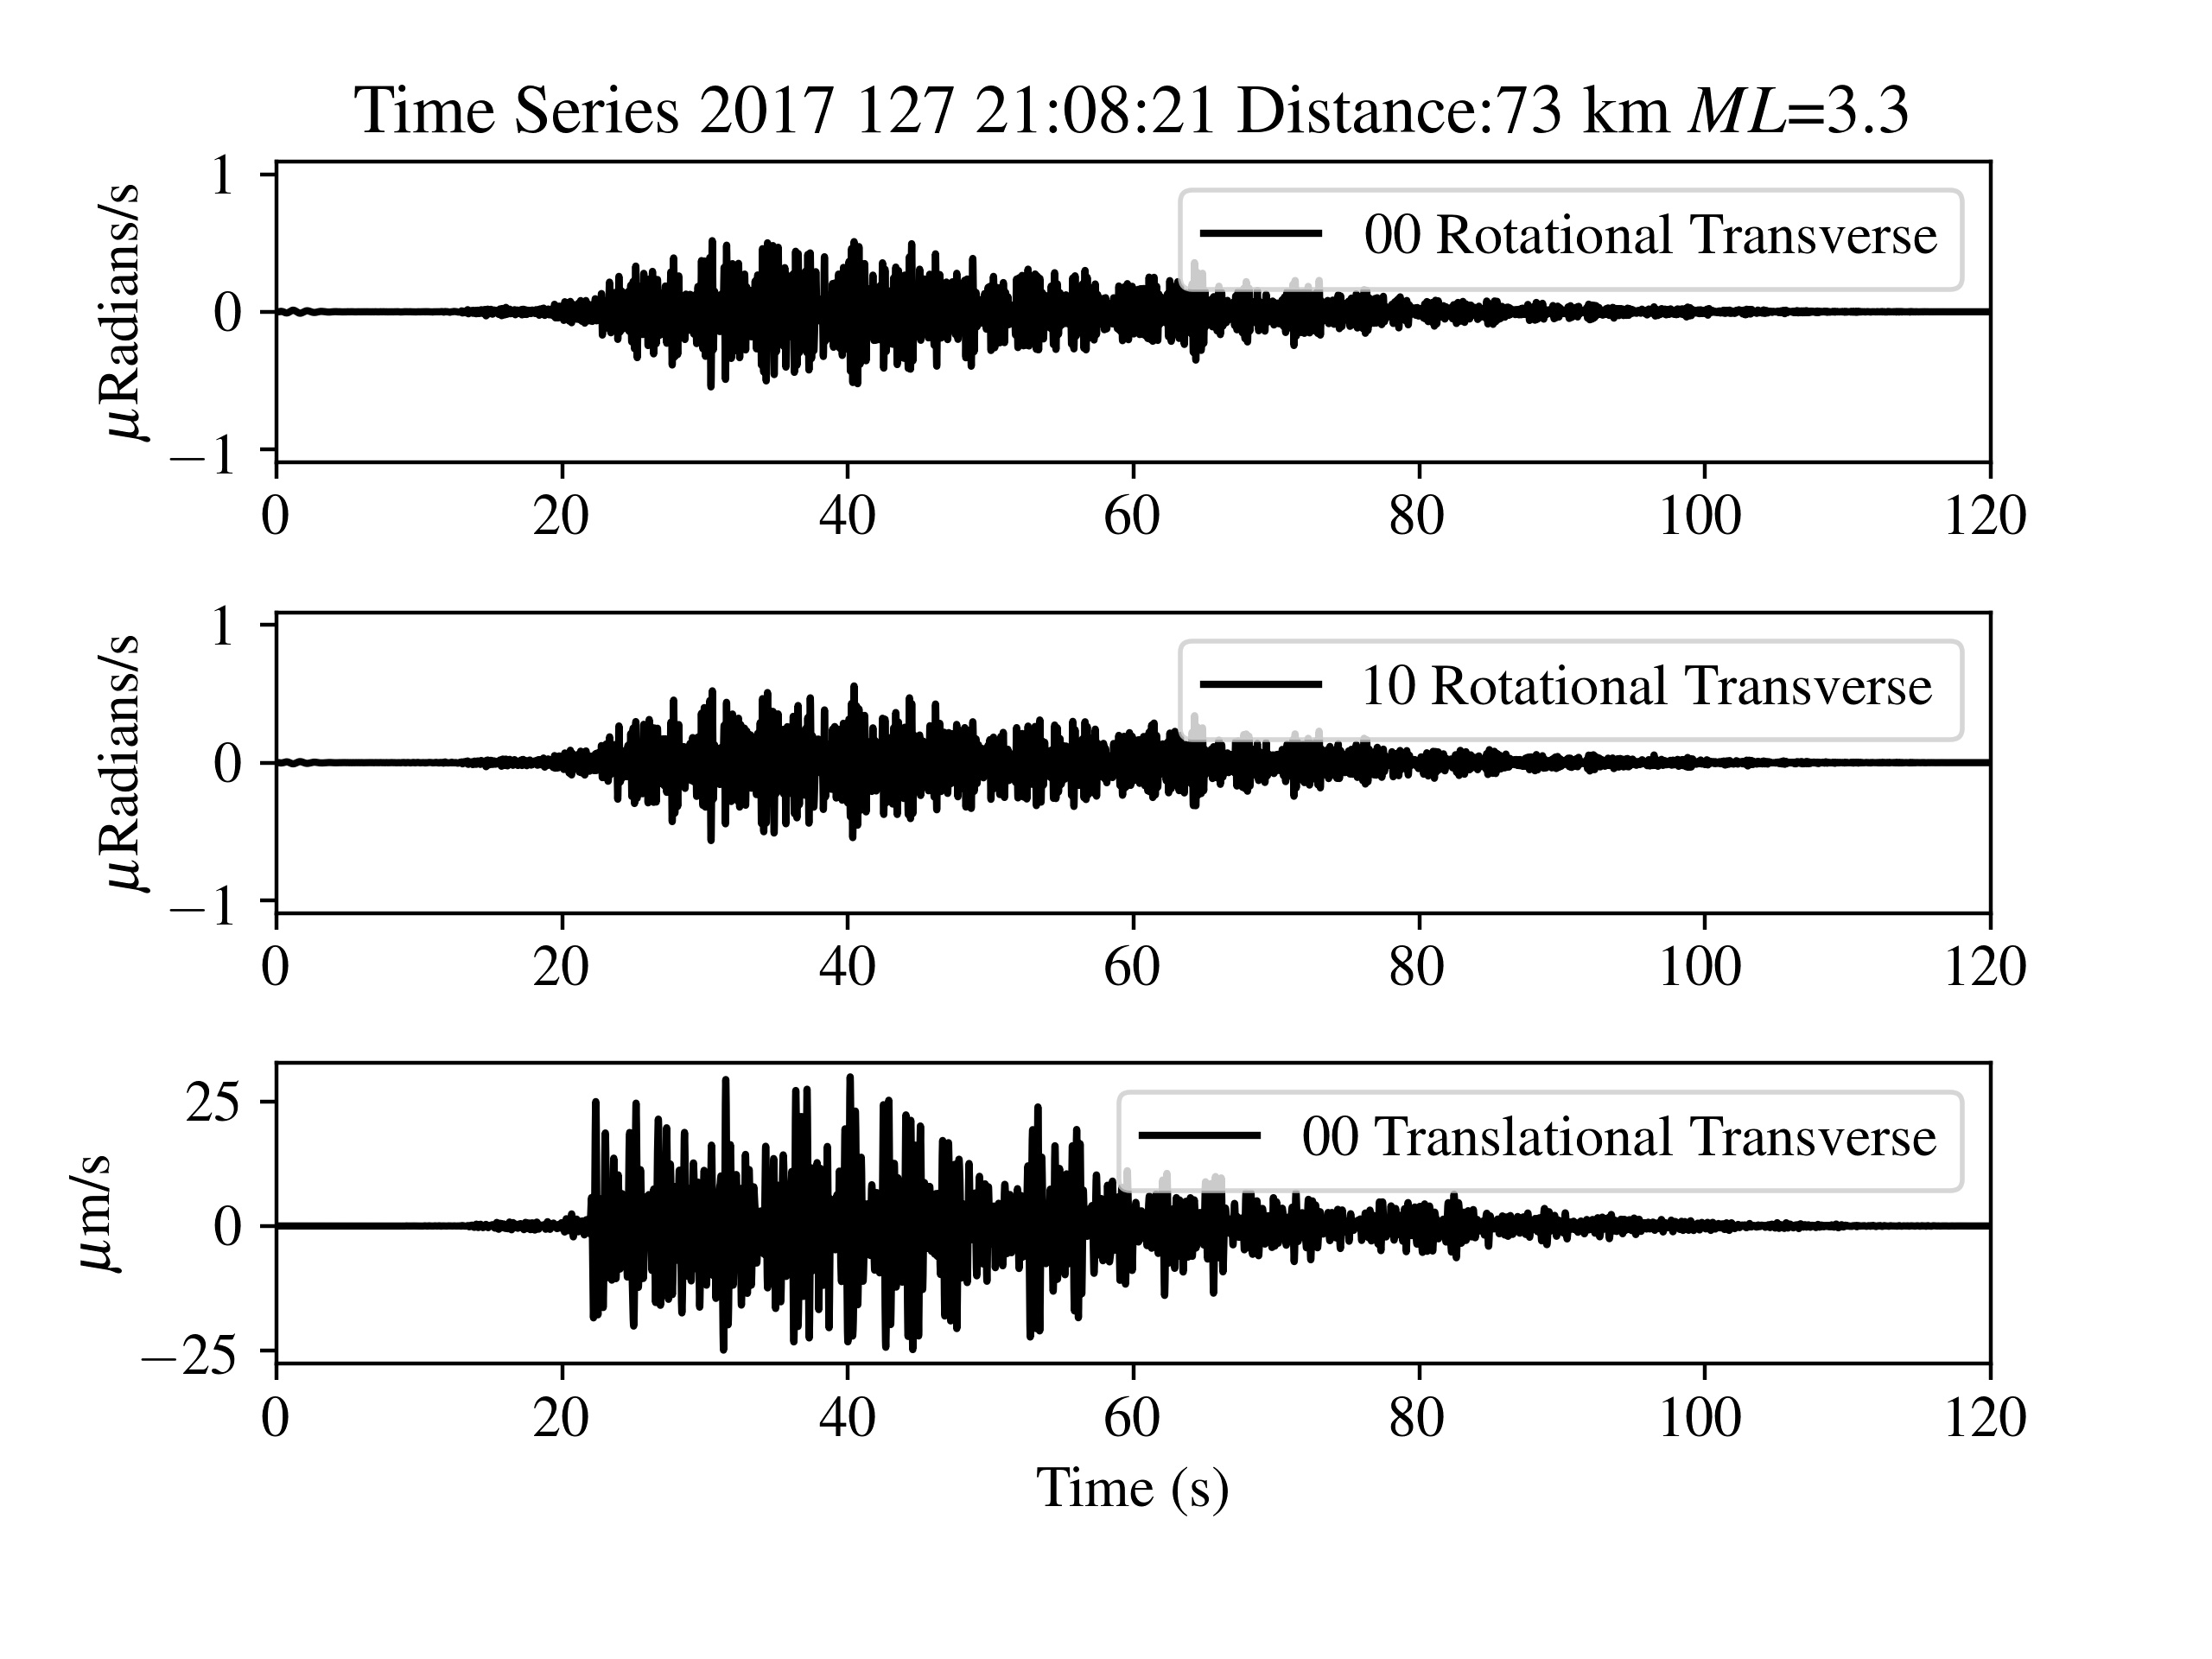 Time Series 2017 127 21:08:21 Distance:73 km ML=3.3
1
00 Rotational Transverse
μRadians/s
0
−1
0 20 40 60 80 100 120
1
10 Rotational Transverse
μRadians/s
0
−1
0 20 40 60 80 100 120
25
00 Translational Transverse
μm/s
0
−25
0 20 40 60 80 100 120
Time (s)